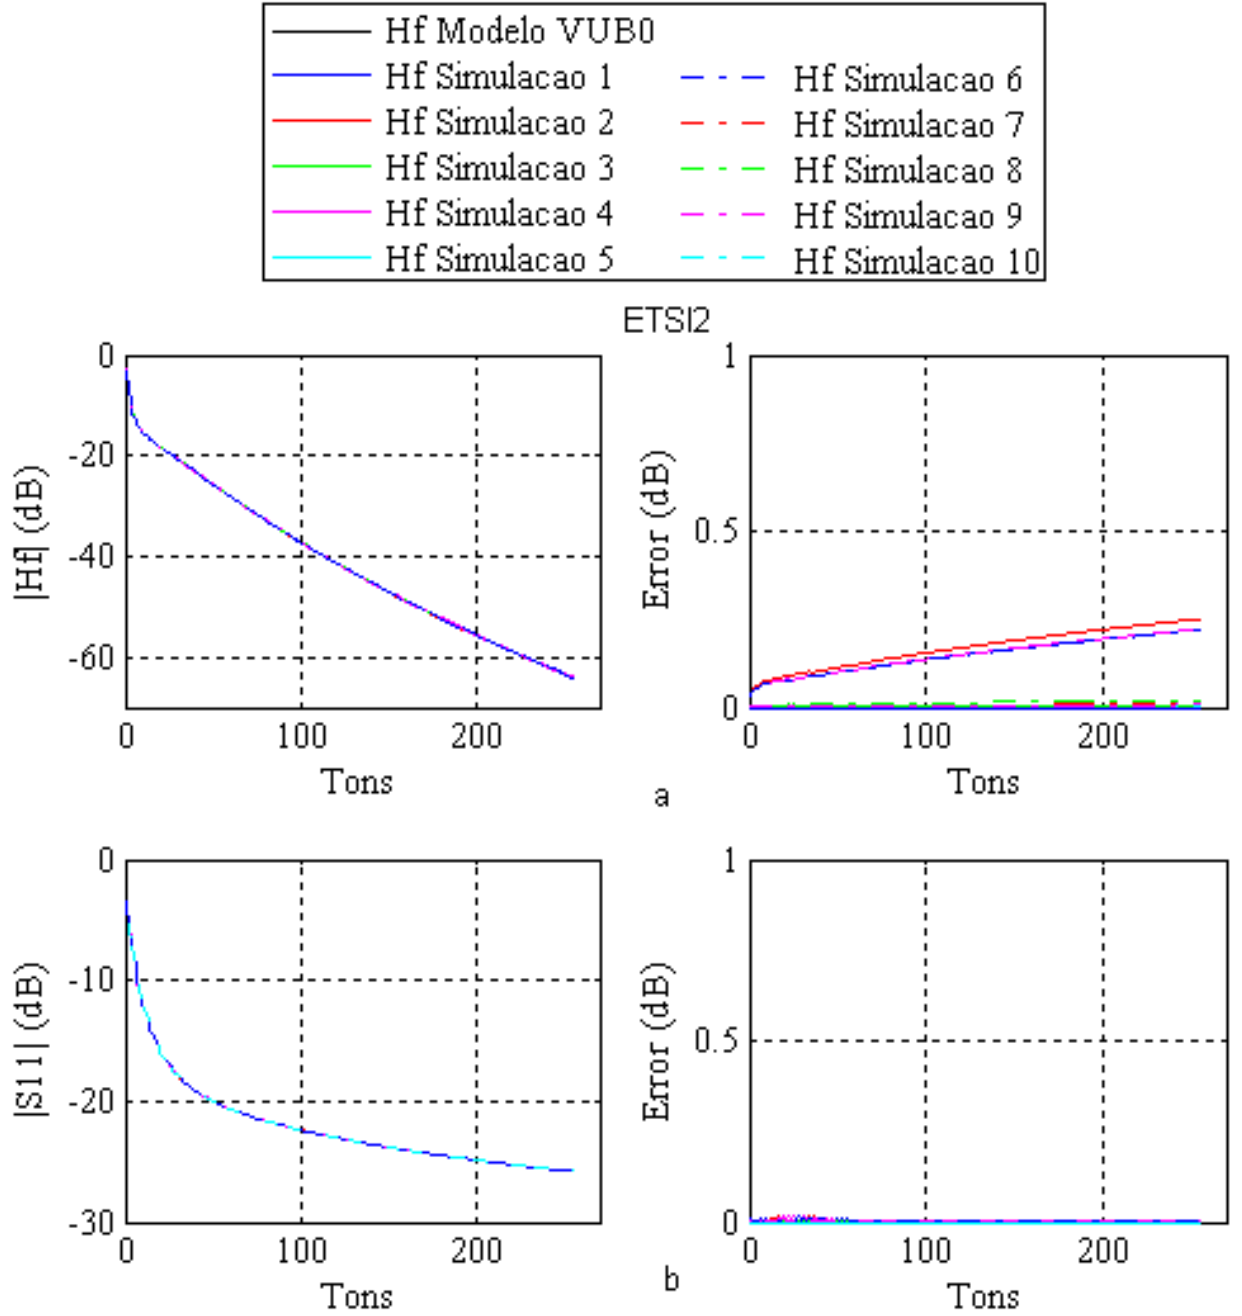 Hf Modelo VUB0
Hf Simulacao 1
Hf Simulacao 6
Hf Simulacao 2
Hf Simulacao 7
Hf Simulacao 3
Hf Simulacao 8
Hf Simulacao 4
Hf Simulacao 9
Hf Simulacao 5
Hf Simulacao 10
ETSI2
|Hf| (dB)
0
-20
-40
-60
0 100 200
Tons
Error (dB)
1
0.5
0
0 100 200
Tons
a
|S11| (dB)
0
-10
-20
-30
0 100 200
Tons
Error (dB)
1
0.5
0
0 100 200
Tons
b